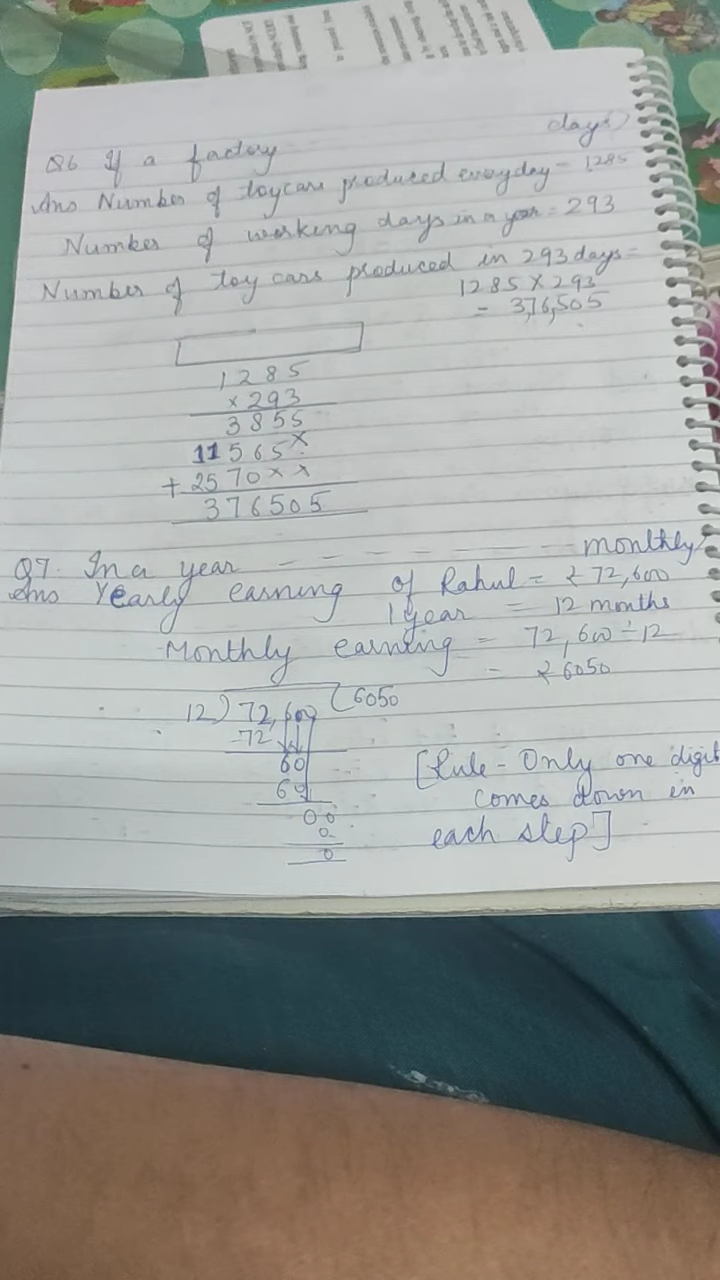 days)
Q6 If a factory
Ans Number of toycars produced everyday = 1285
Number of working days in a year = 293
Number of toy cars produced in 293 days =
1285 × 293
= 3,76,505
1285
× 293
3855
11565×
+ 2570××
376505
Q7. In a year – – – – – – monthly?
Ans Yearly earning of Rahul = ₹ 72,600
1 year = 12 months
Monthly earning = 72,600 ÷ 12
= ₹ 6050
12) 72,600 (6050
-72
60
60
00
0
0
[Rule - Only one digit
comes down in
each step]